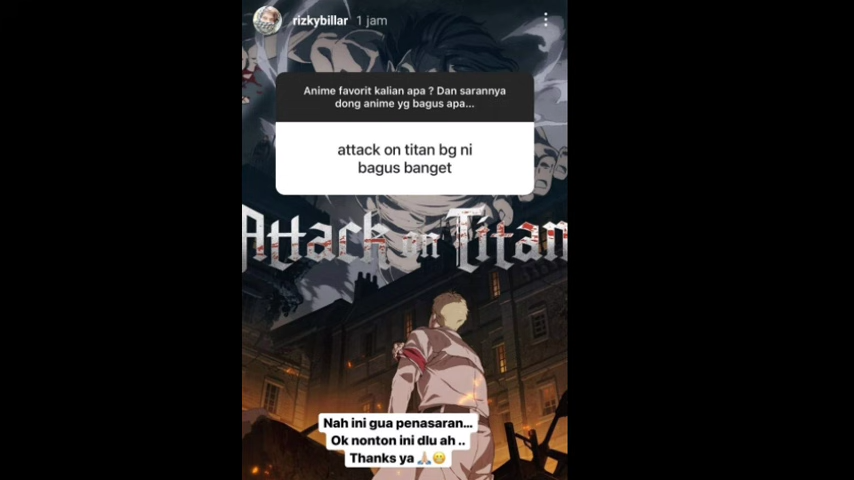 rizkybillar 1 jam
Anime favorit kalian apa ? Dan sarannya
dong anime yg bagus apa...
attack on titan bg ni
bagus banget
Attack on Titan
Nah ini gua penasaran...
Ok nonton ini dlu ah ..
Thanks ya 🙏🏻😁